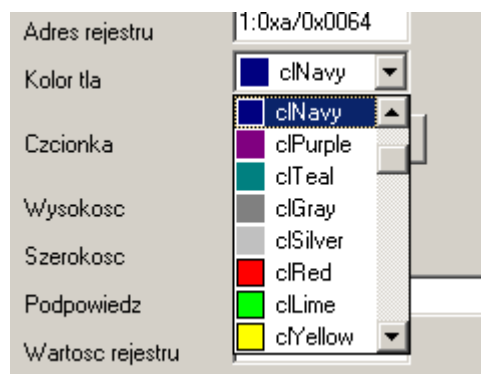 Adres rejestru
1:0xa/0x0064
Kolor tla
clNavy
clNavy
Czcionka
clPurple
clTeal
Wysokosc
clGray
clSilver
Szerokosc
clRed
Podpowiedz
clLime
clYellow
Wartosc rejestru